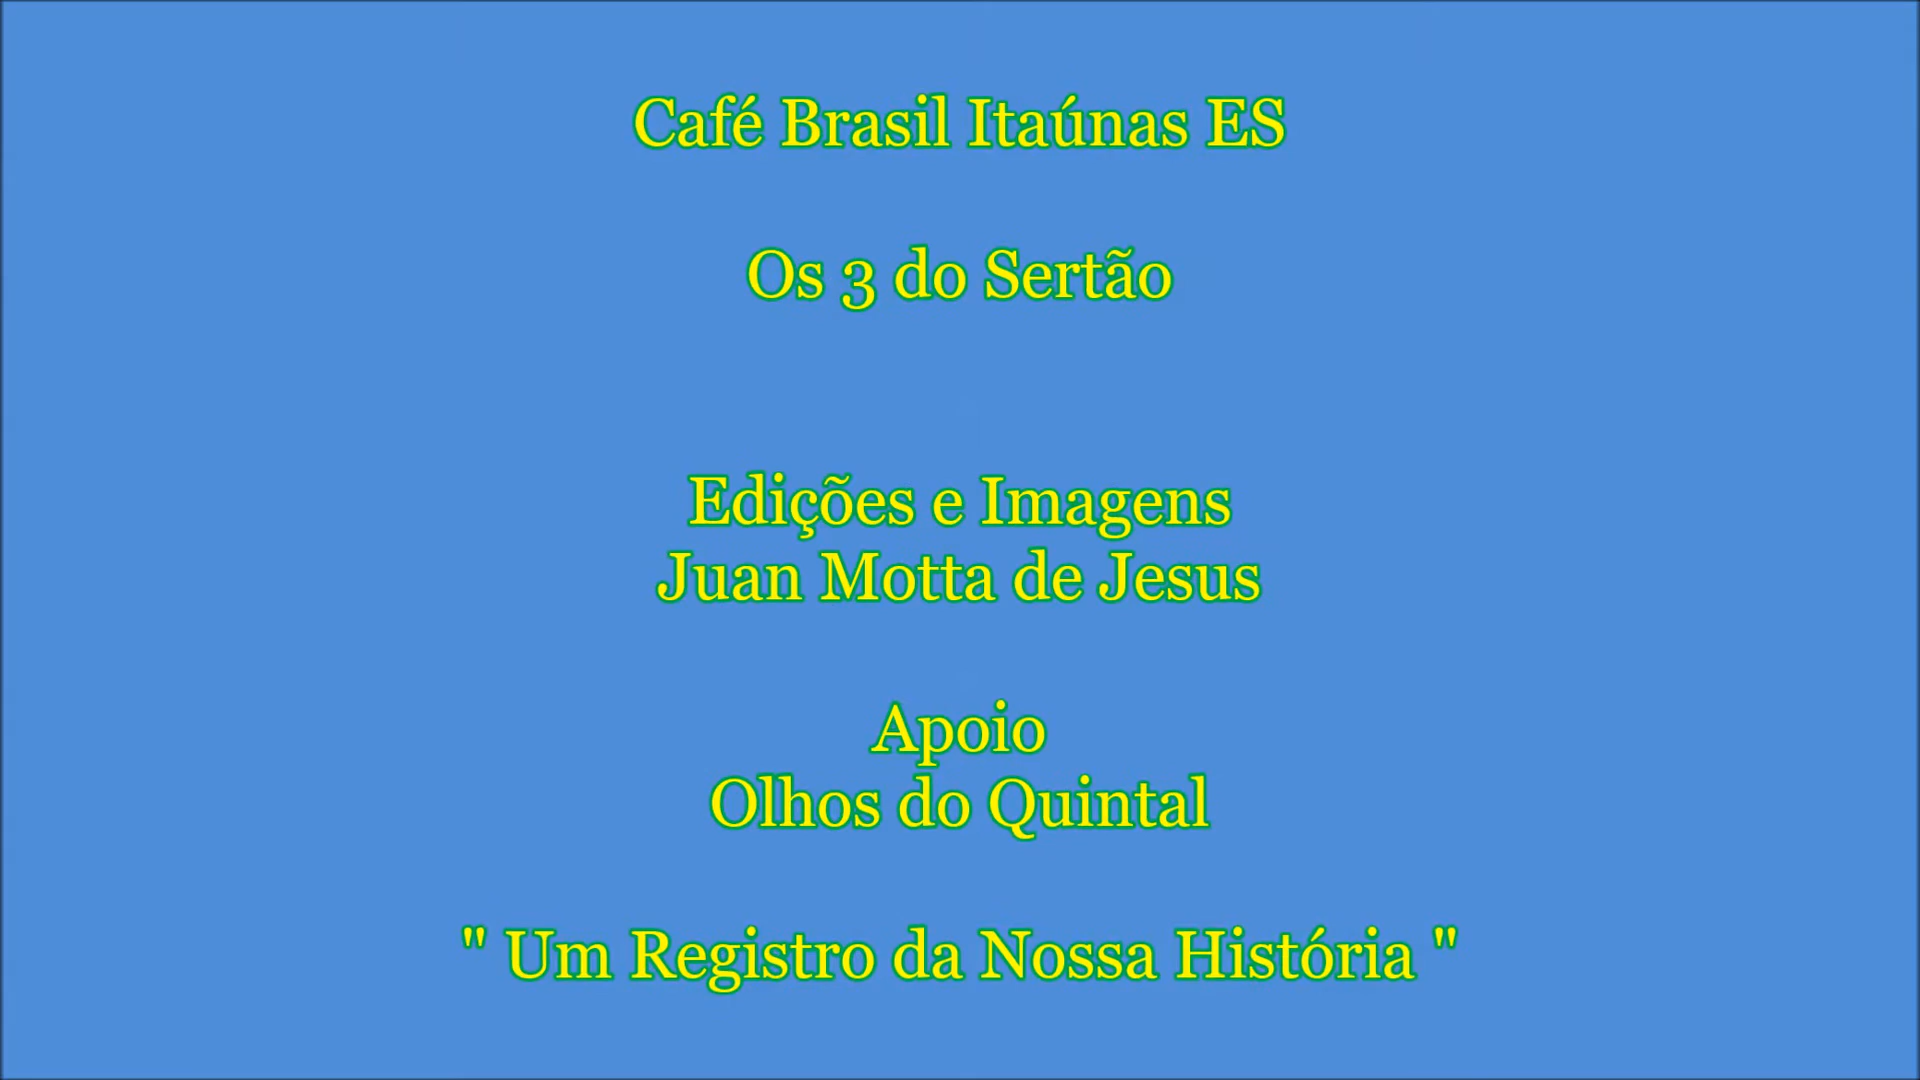 Café Brasil Itaúnas ES
Os 3 do Sertão
Edições e Imagens
Juan Motta de Jesus
Apoio
Olhos do Quintal
" Um Registro da Nossa História "